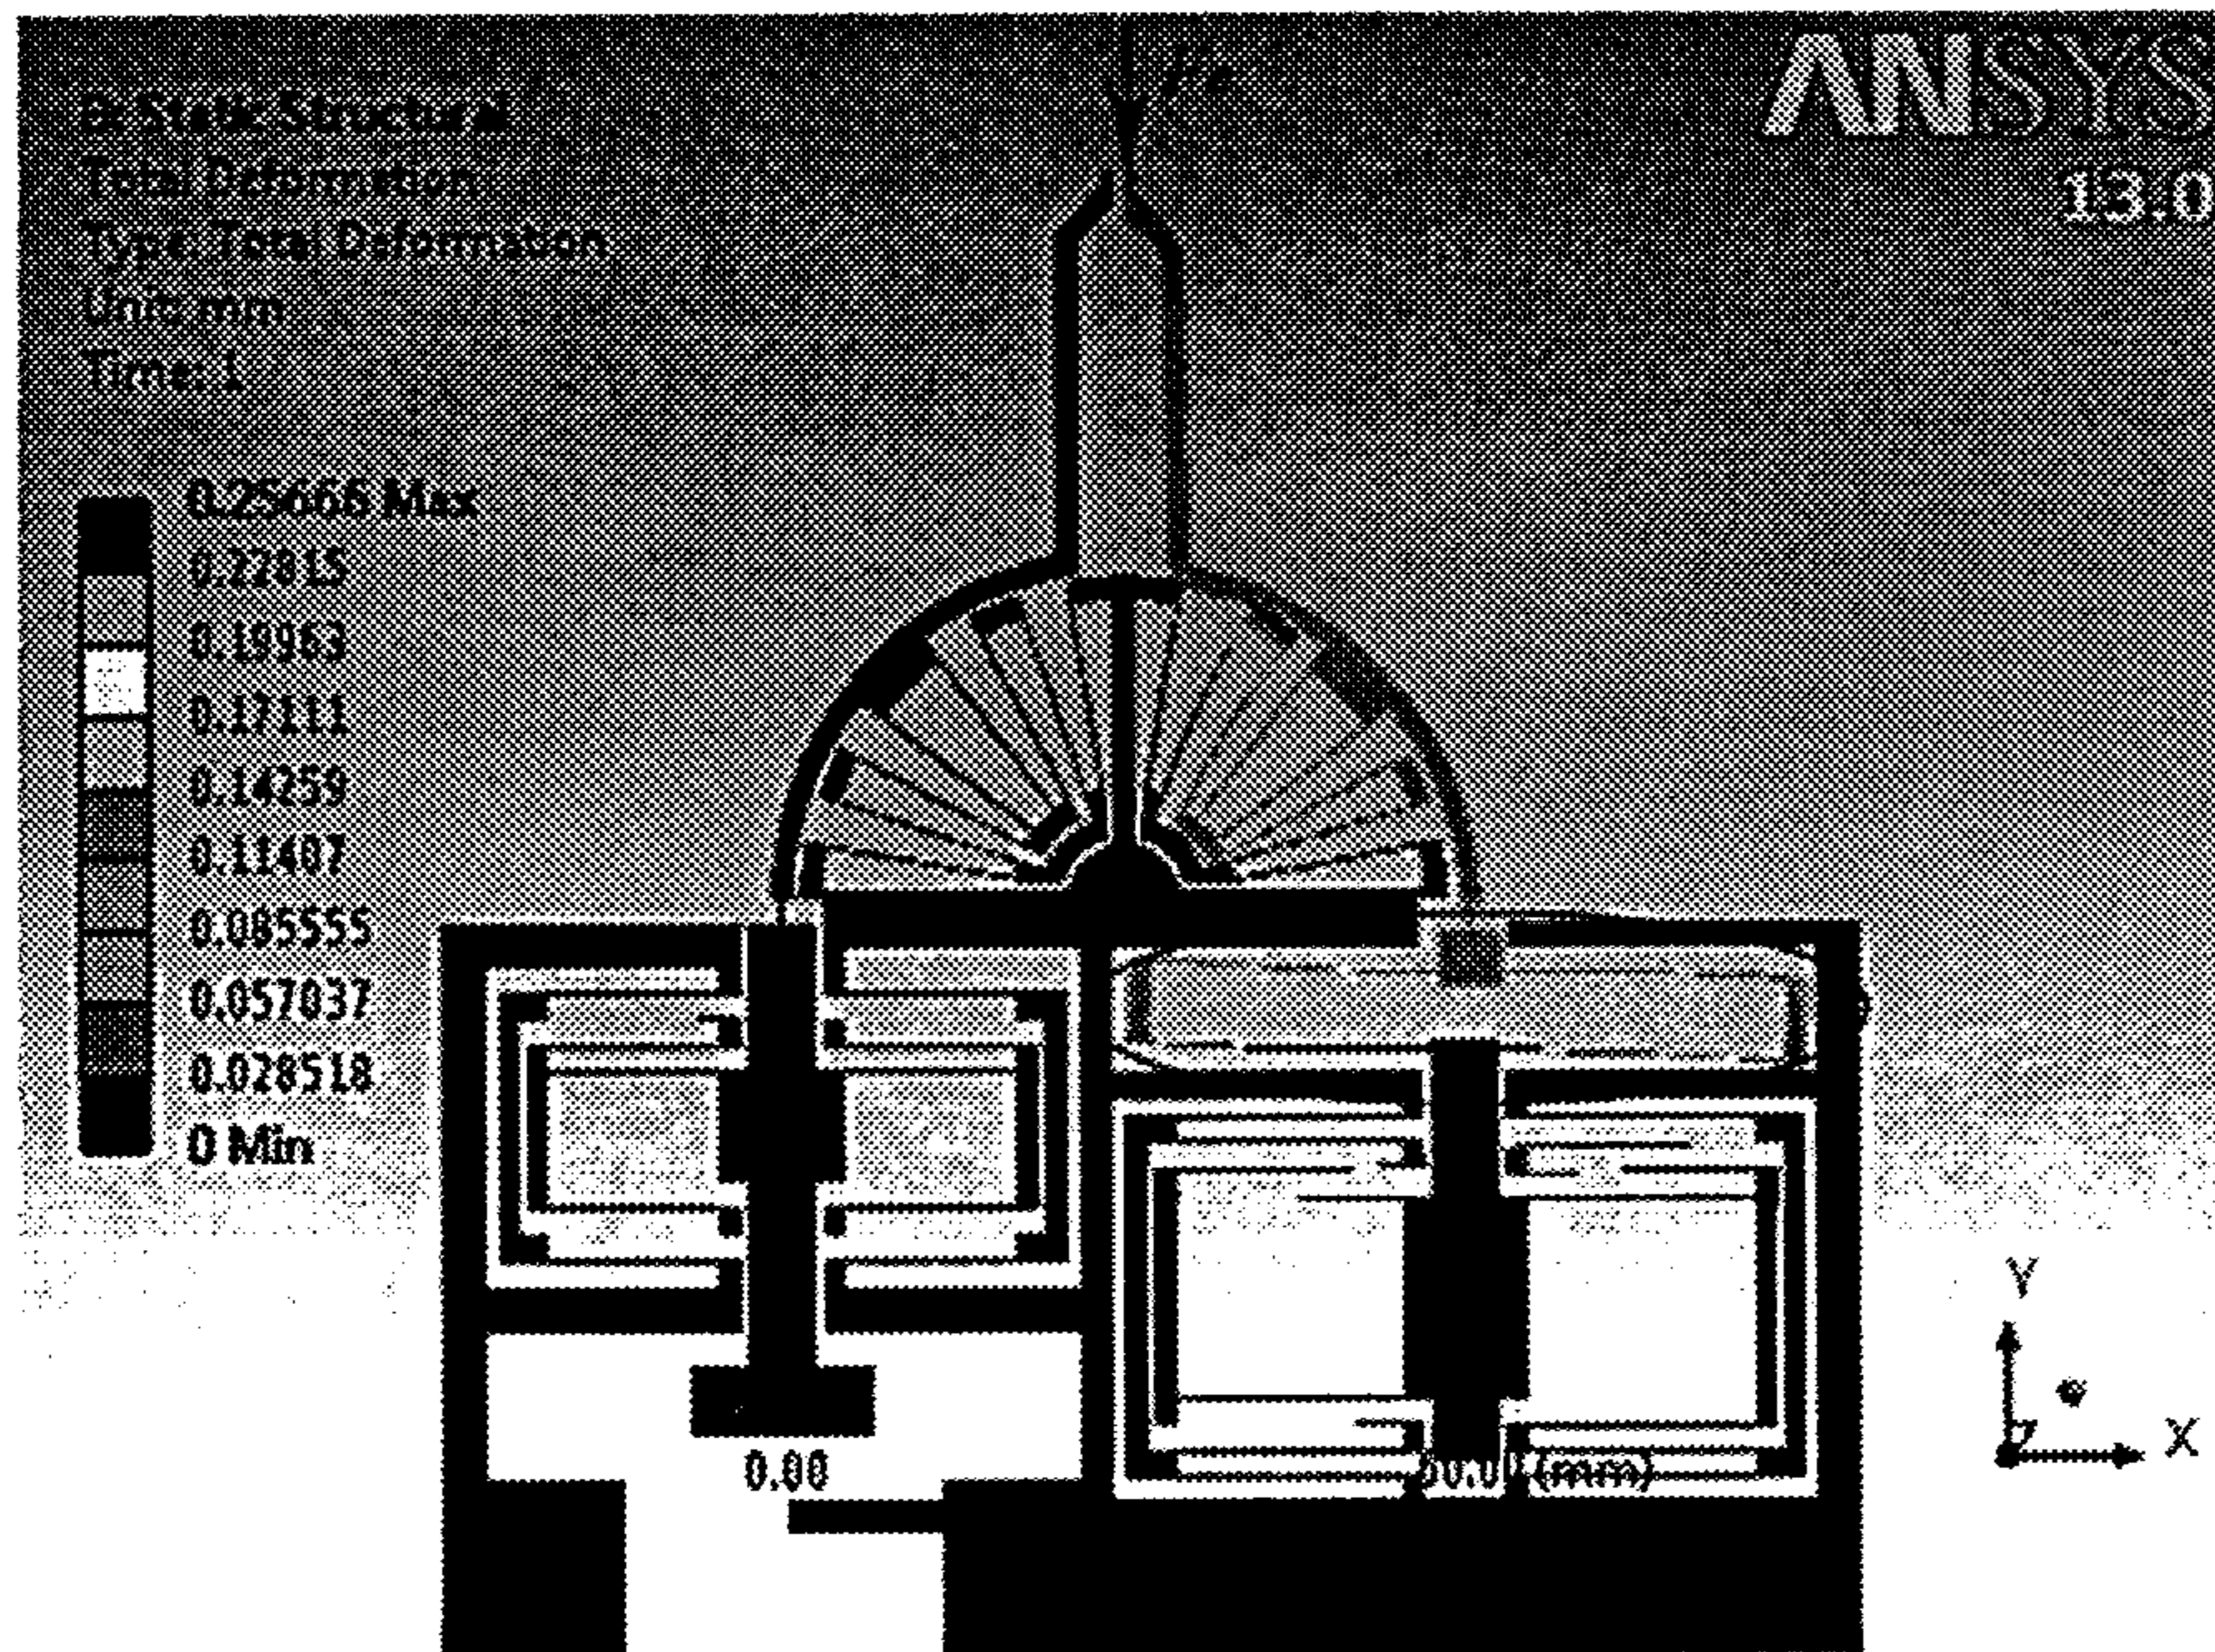 ANSYS
13.0
B: Static Structural
Total Deformation
Type: Total Deformation
Unit: mm
Time: 1
0.25666 Max
0.22815
0.19963
0.17111
0.14259
0.11407
0.085555
0.057037
0.028518
0 Min
Y
Z X
0.00
(mm)